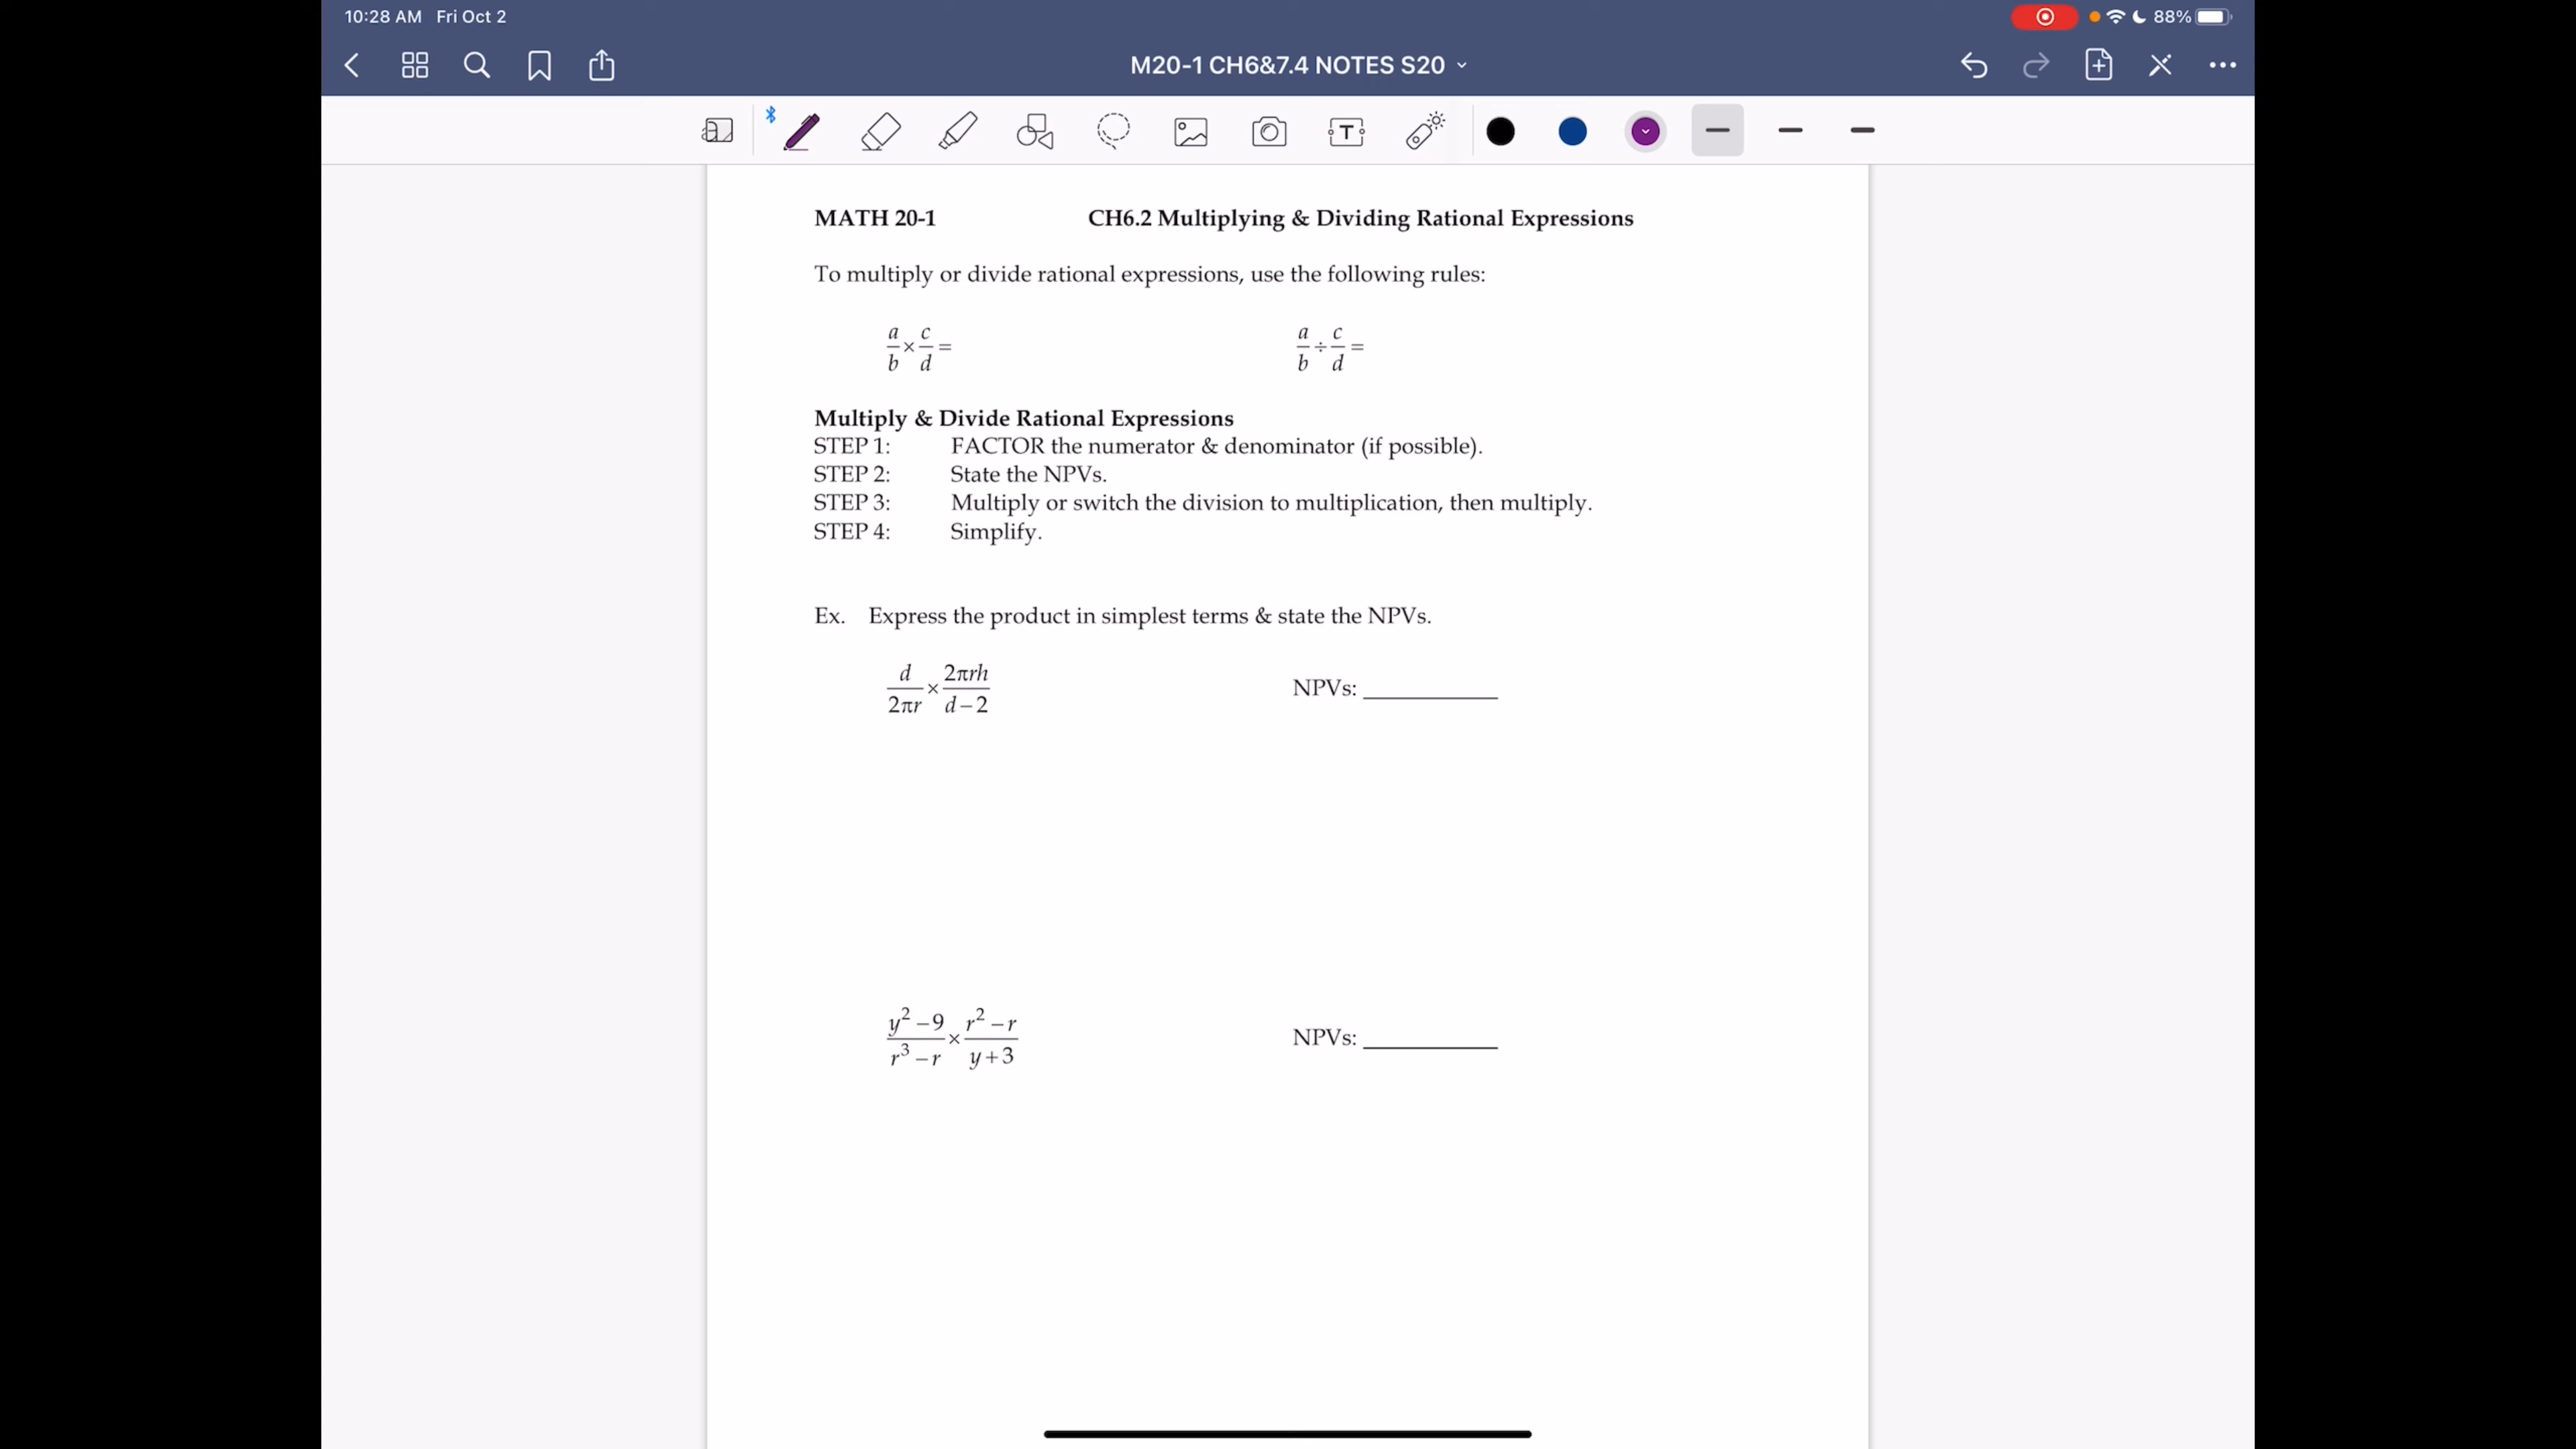 10:28 AM Fri Oct 2
88%
M20-1 CH6&7.4 NOTES S20
MATH 20-1 CH6.2 Multiplying & Dividing Rational Expressions
To multiply or divide rational expressions, use the following rules:
a/b × c/d = a/b ÷ c/d =
Multiply & Divide Rational Expressions
STEP 1: FACTOR the numerator & denominator (if possible).
STEP 2: State the NPVs.
STEP 3: Multiply or switch the division to multiplication, then multiply.
STEP 4: Simplify.
Ex. Express the product in simplest terms & state the NPVs.
d/2πr × 2πrh/d−2 NPVs: ____________
y²−9/r³−r × r²−r/y+3 NPVs: ____________